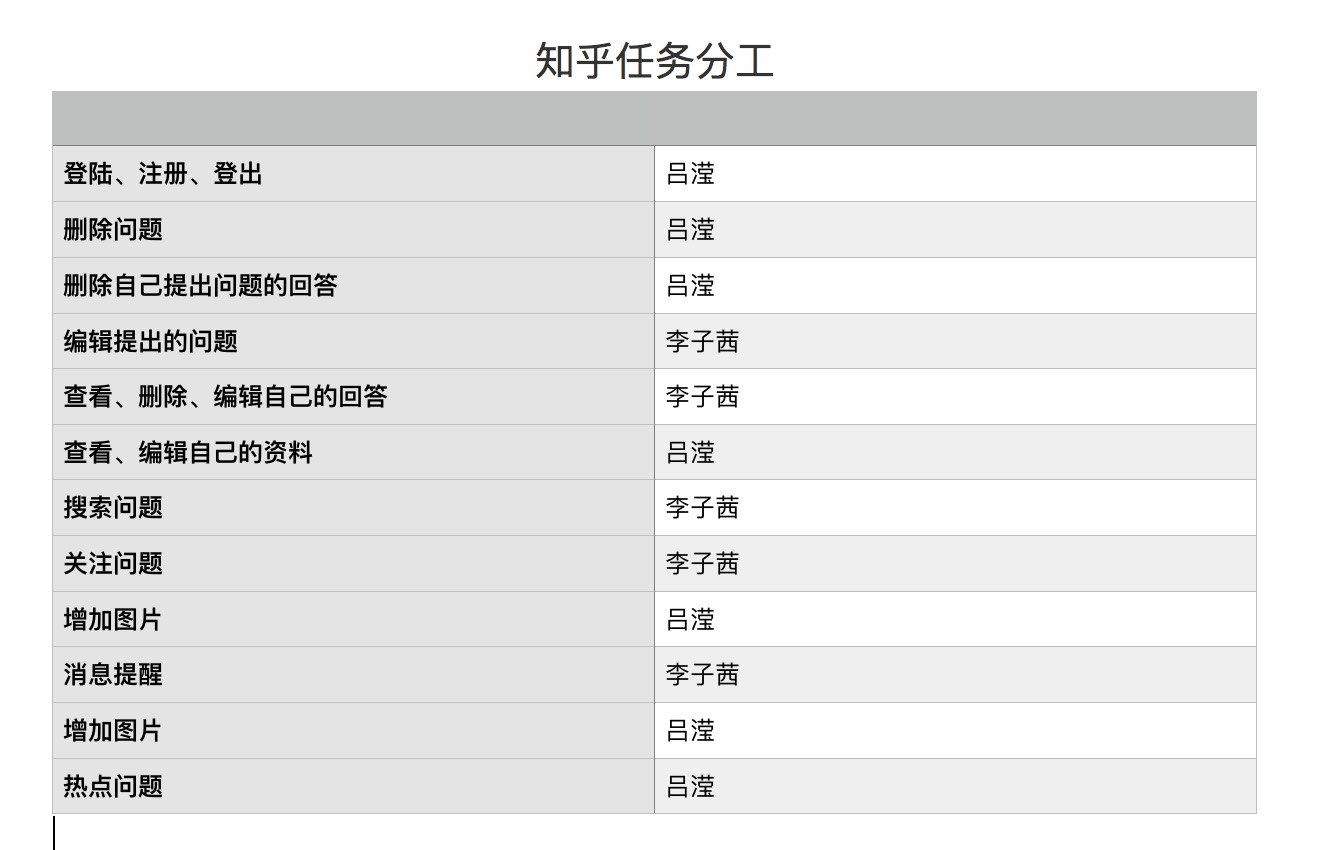 知乎任务分工
登陆、注册、登出 吕滢
删除问题 吕滢
删除自己提出问题的回答 吕滢
编辑提出的问题 李子茜
查看、删除、编辑自己的回答 李子茜
查看、编辑自己的资料 吕滢
搜索问题 李子茜
关注问题 李子茜
增加图片 吕滢
消息提醒 李子茜
增加图片 吕滢
热点问题 吕滢